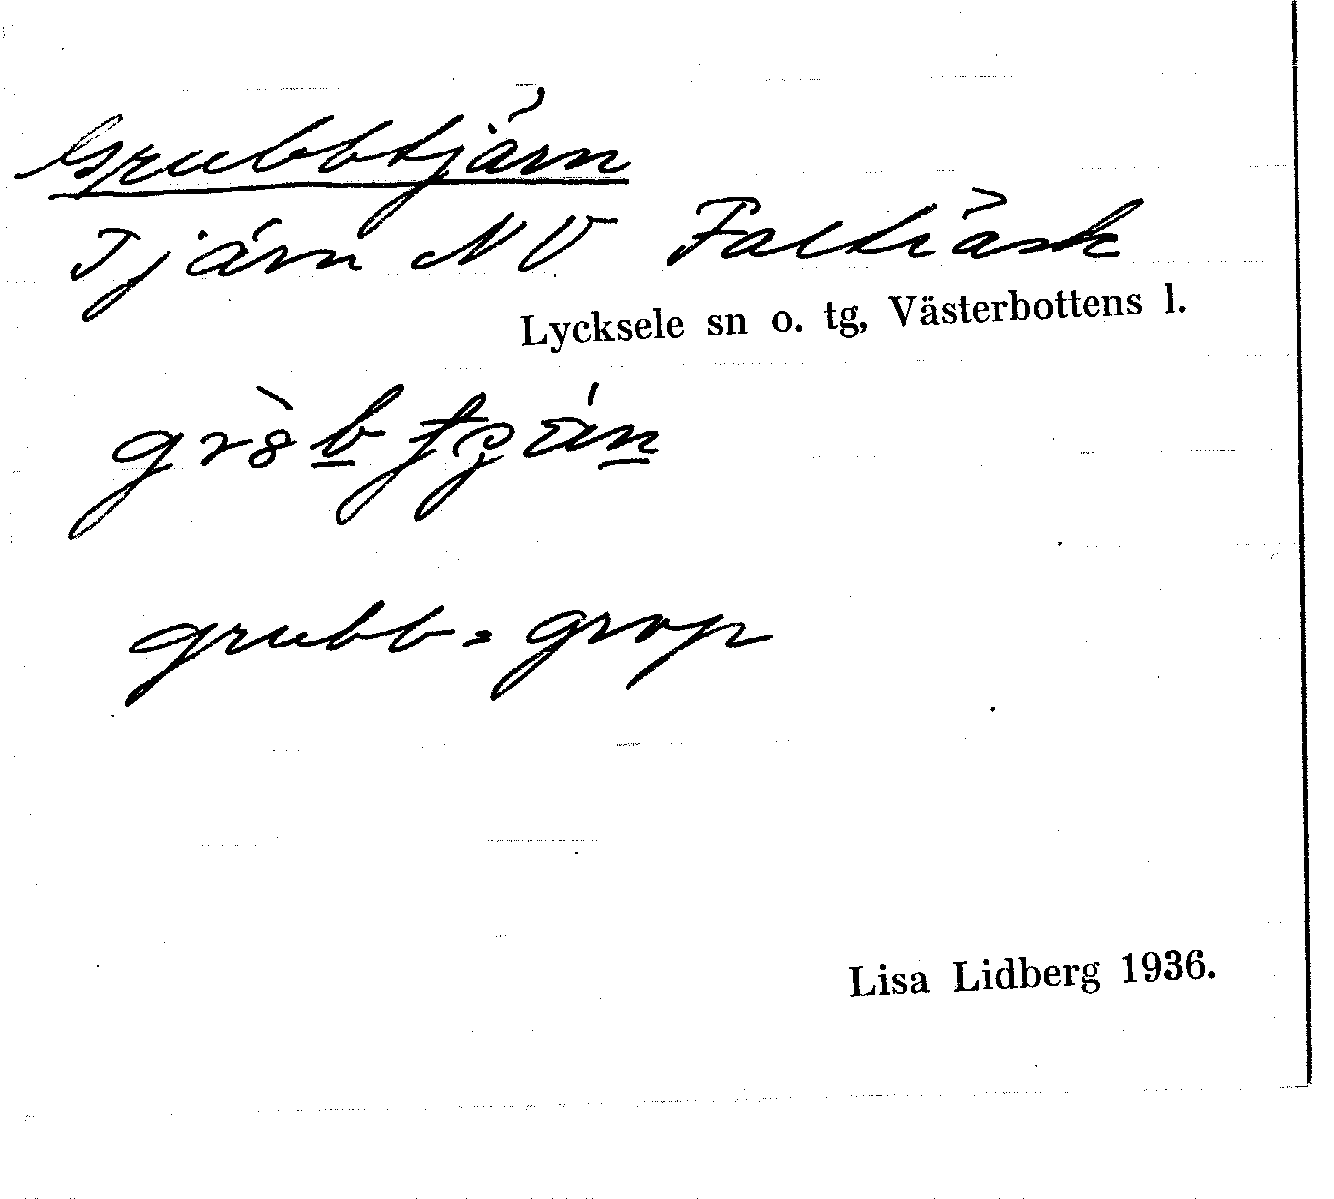 Grubbtjärn
Tjärn NV Falträsk
Lycksele sn o. tg, Västerbottens l.
grubb = grop
Lisa Lidberg 1936.